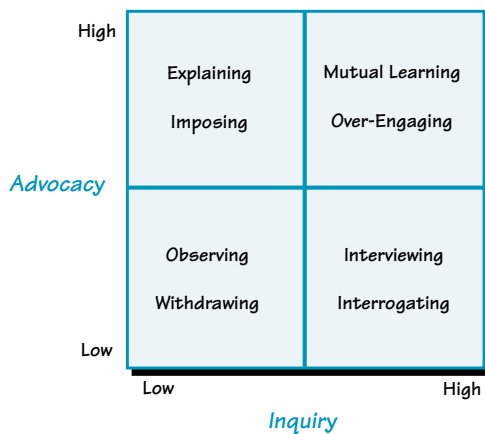 High
Explaining
Mutual Learning
Imposing
Over-Engaging
Advocacy
Observing
Interviewing
Withdrawing
Interrogating
Low
Low
High
Inquiry